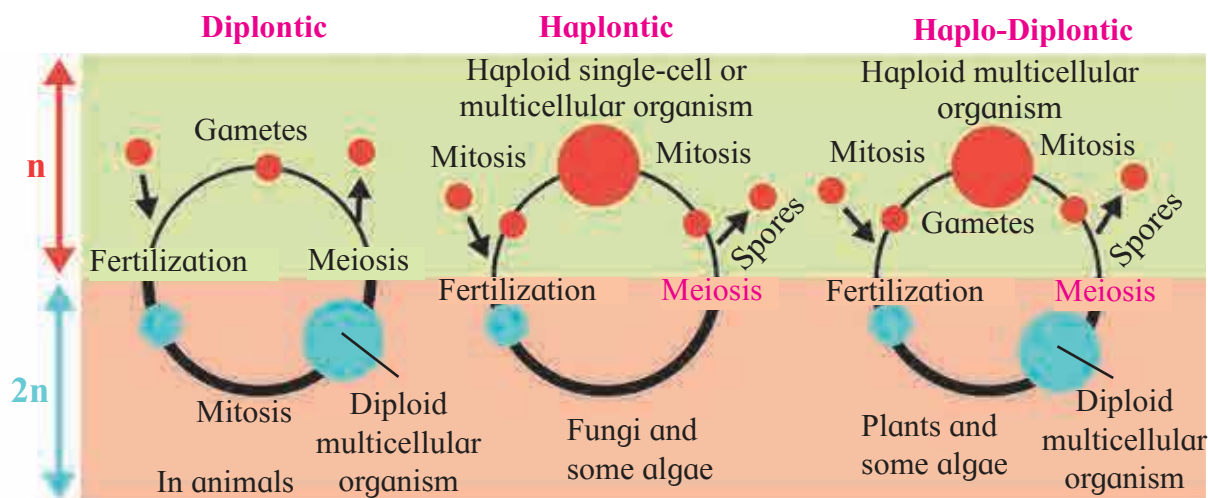 Diplontic
Haplontic
Haplo-Diplontic
n
2n
Gametes
Fertilization
Meiosis
Mitosis
Diploid
multicellular
organism
In animals
Haploid single-cell or
multicellular organism
Mitosis
Mitosis
Spores
Fertilization
Meiosis
Fungi and
some algae
Haploid multicellular
organism
Mitosis
Mitosis
Gametes
Spores
Fertilization
Meiosis
Plants and
some algae
Diploid
multicellular
organism